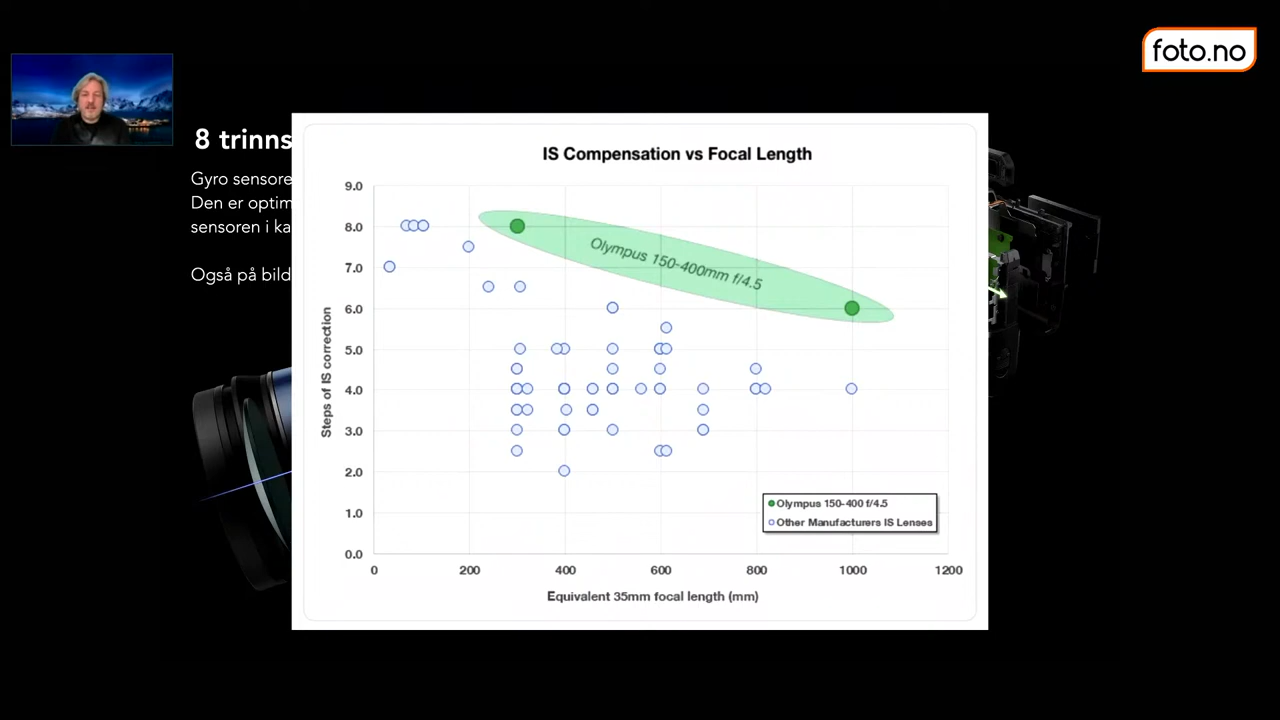 foto.no
8 trinns
Gyro sensore
Den er optim
sensoren i ka
Også på bild
IS Compensation vs Focal Length
Steps of IS correction
9.0
8.0
7.0
6.0
5.0
4.0
3.0
2.0
1.0
0.0
Olympus 150-400mm f/4.5
Olympus 150-400 f/4.5
Other Manufacturers IS Lenses
0 200 400 600 800 1000 1200
Equivalent 35mm focal length (mm)